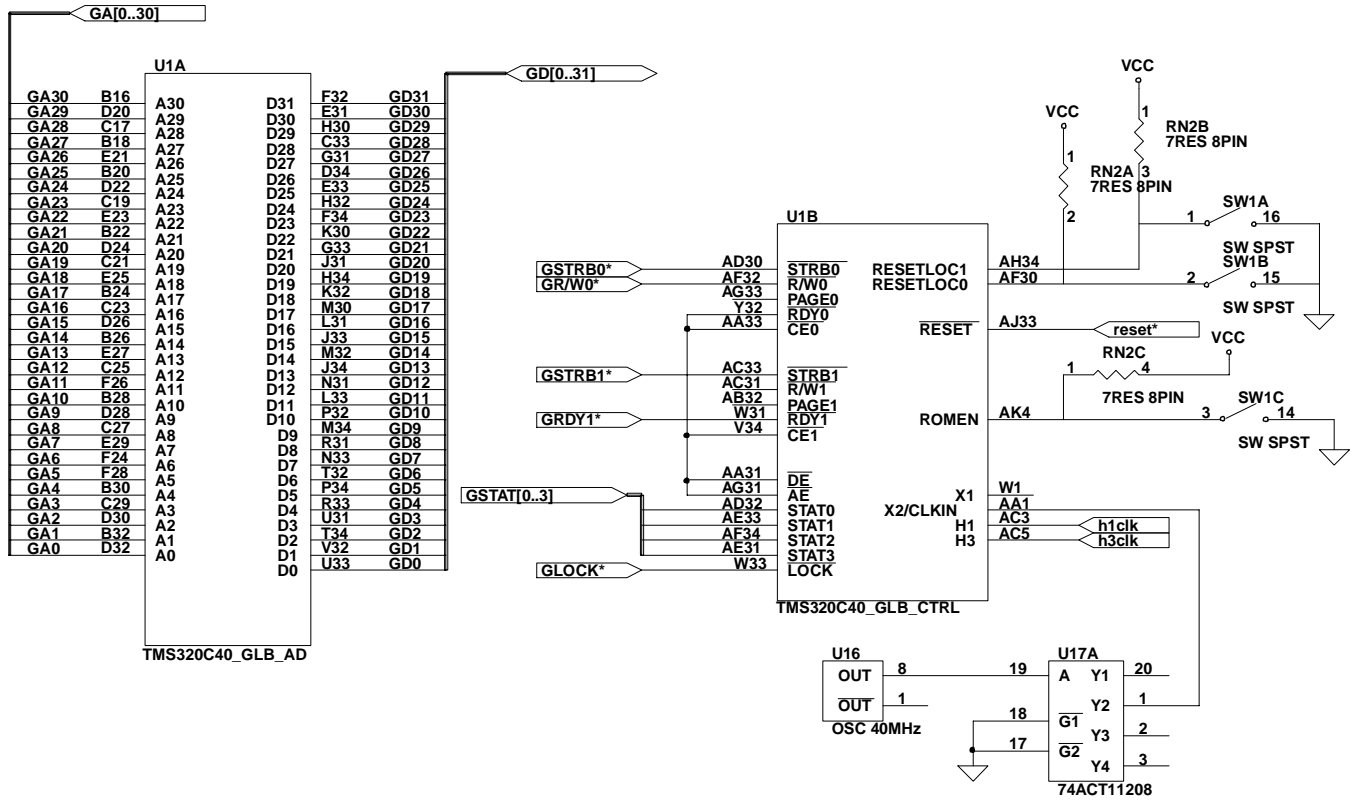 GA[0..30]
U1A
GD[0..31]
GA30 B16 A30 D31 F32 GD31
GA29 D20 A29 D30 E31 GD30
GA28 C17 A28 D29 H30 GD29
GA27 B18 A27 D28 C33 GD28
GA26 E21 A26 D27 G31 GD27
GA25 B20 A25 D26 D34 GD26
GA24 D22 A24 D25 E33 GD25
GA23 C19 A23 D24 H32 GD24
GA22 E23 A22 D23 F34 GD23
GA21 B22 A21 D22 K30 GD22
GA20 D24 A20 D21 G33 GD21
GA19 C21 A19 D20 J31 GD20
GA18 E25 A18 D19 H34 GD19
GA17 B24 A17 D18 K32 GD18
GA16 C23 A16 D17 M30 GD17
GA15 D26 A15 D16 L31 GD16
GA14 B26 A14 D15 J33 GD15
GA13 E27 A13 D14 M32 GD14
GA12 C25 A12 D13 J34 GD13
GA11 F26 A11 D12 N31 GD12
GA10 B28 A10 D11 L33 GD11
GA9 D28 A9 D10 P32 GD10
GA8 C27 A8 D9 M34 GD9
GA7 E29 A7 D8 R31 GD8
GA6 F24 A6 D7 N33 GD7
GA5 F28 A5 D6 T32 GD6
GA4 B30 A4 D5 P34 GD5
GA3 C29 A3 D4 R33 GD4
GA2 D30 A2 D3 U31 GD3
GA1 B32 A1 D2 T34 GD2
GA0 D32 A0 D1 V32 GD1
D0 U33 GD0
TMS320C40_GLB_AD
VCC
1
RN2A
7RES 8PIN
2
VCC
1
RN2B
7RES 8PIN
3
SW1A
1 16
SW SPST
SW1B
2 15
SW SPST
U1B
GSTRB0* AD30 STRB0 RESETLOC1 AH34
GR/W0* AF32 R/W0 RESETLOC0 AF30
AG33 PAGE0
Y32 RDY0
AA33 CE0 RESET AJ33 reset*
VCC
RN2C
1 4
7RES 8PIN
GSTRB1* AC33 STRB1
AC31 R/W1
AB32 PAGE1
GRDY1* W31 RDY1 ROMEN AK4
V34 CE1
SW1C
3 14
SW SPST
AA31 DE
GSTAT[0..3] AG31 AE X1 W1
AD32 STAT0 X2/CLKIN AA1
AE33 STAT1 H1 AC3 h1clk
AF34 STAT2 H3 AC5 h3clk
AE31 STAT3
GLOCK* W33 LOCK
TMS320C40_GLB_CTRL
U16
OUT 8
OUT 1
OSC 40MHz
U17A
19 A Y1 20
Y2 1
18 G1
Y3 2
17 G2
Y4 3
74ACT11208